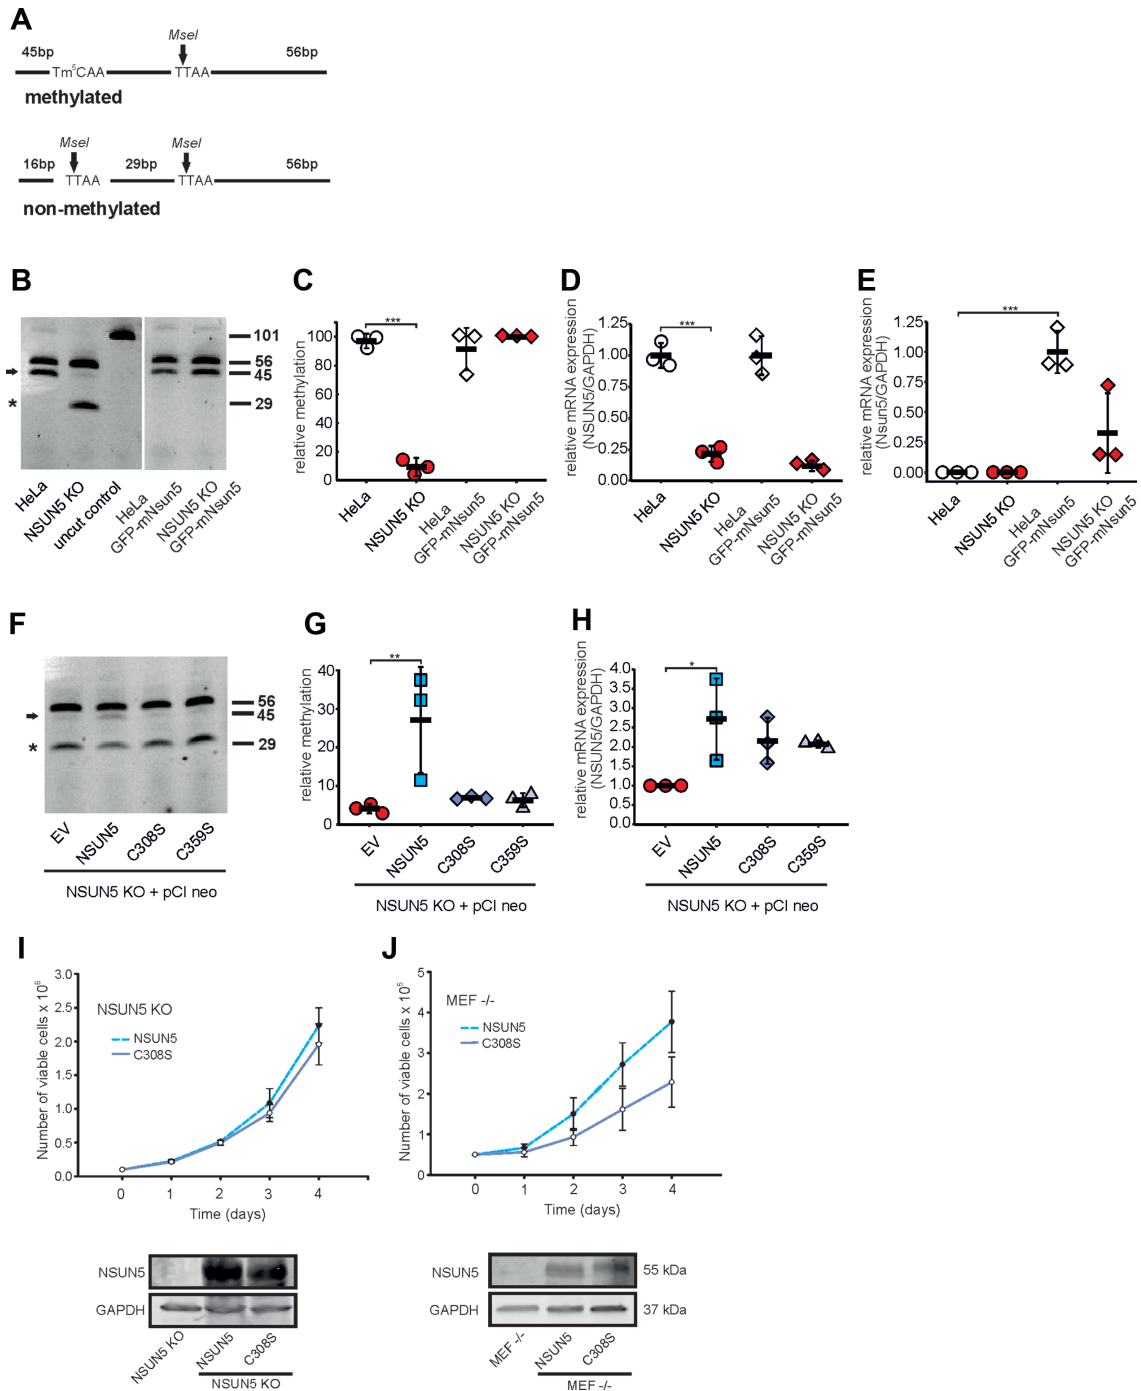 A
MseI
45bp
56bp
Tm⁵CAA
TTAA
methylated
MseI
MseI
16bp
29bp
56bp
TTAA
TTAA
non-methylated
B
101
56
45
*
29
HeLa
NSUN5 KO
uncut control
HeLa
GFP-mNsun5
NSUN5 KO
GFP-mNsun5
C
relative methylation
100
80
60
40
20
0
***
HeLa
NSUN5 KO
HeLa
GFP-mNsun5
NSUN5 KO
GFP-mNsun5
D
relative mRNA expression
(NSUN5/GAPDH)
1.25
1.00
0.75
0.50
0.25
0.00
***
HeLa
NSUN5 KO
HeLa
GFP-mNsun5
NSUN5 KO
GFP-mNsun5
E
relative mRNA expression
(Nsun5/GAPDH)
1.25
1.00
0.75
0.25
0.00
***
HeLa
NSUN5 KO
HeLa
GFP-mNsun5
NSUN5 KO
GFP-mNsun5
F
56
45
*
29
EV
NSUN5
C308S
C359S
NSUN5 KO + pCI neo
G
relative methylation
40
30
20
10
0
**
EV
NSUN5
C308S
C359S
NSUN5 KO + pCI neo
H
relative mRNA expression
(NSUN5/GAPDH)
4.0
3.5
3.0
2.5
2.0
1.5
1.0
0.5
0.0
*
EV
NSUN5
C308S
C359S
NSUN5 KO + pCI neo
I
Number of viable cells x 10⁶
3.0
2.5
2.0
1.0
0.5
0.0
NSUN5 KO
NSUN5
C308S
0 1 2 3 4
Time (days)
NSUN5
GAPDH
NSUN5 KO
NSUN5
C308S
NSUN5 KO
J
Number of viable cells x 10⁵
5
4
3
2
1
0
MEF -/-
NSUN5
C308S
0 1 2 3 4
Time (days)
NSUN5
55 kDa
GAPDH
37 kDa
MEF -/-
NSUN5
C308S
MEF -/-